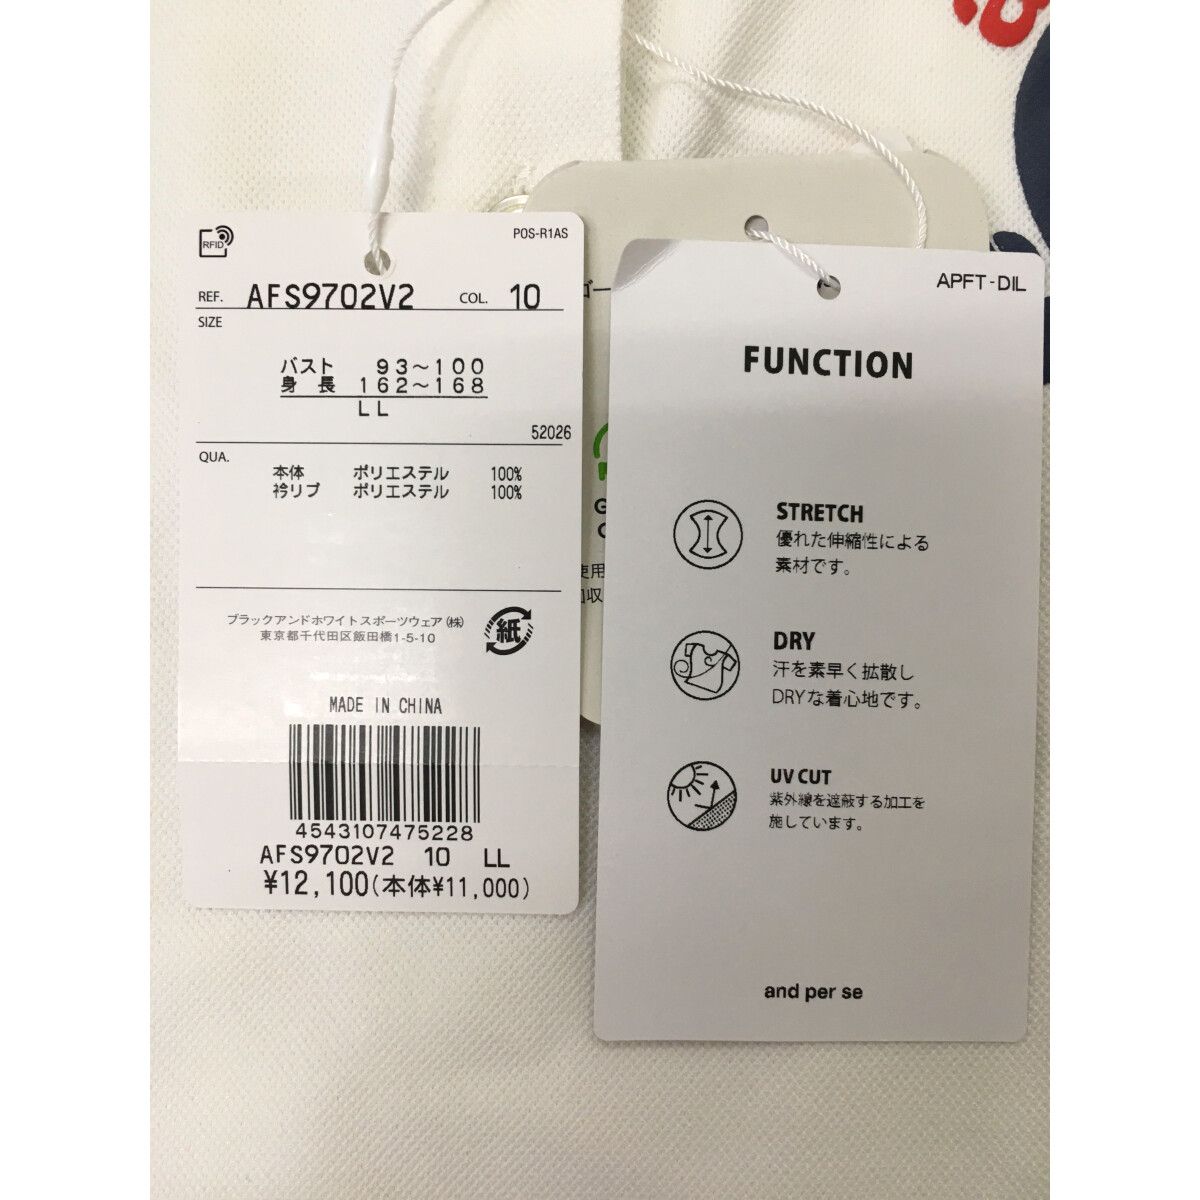 RFID
POS-R1AS
REF. AFS9702V2 COL. 10
SIZE
バスト 93～100
身長 162～168
LL
52026
QUA.
本体 ポリエステル 100%
衿リブ ポリエステル 100%
ブラックアンドホワイトスポーツウェア(株)
東京都千代田区飯田橋1-5-10
紙
MADE IN CHINA
4543107475228
AFS9702V2 10 LL
¥12,100(本体¥11,000)
APFT-DIL
FUNCTION
STRETCH
優れた伸縮性による
素材です。
DRY
汗を素早く拡散し
DRYな着心地です。
UV CUT
紫外線を遮蔽する加工を
施しています。
and per se